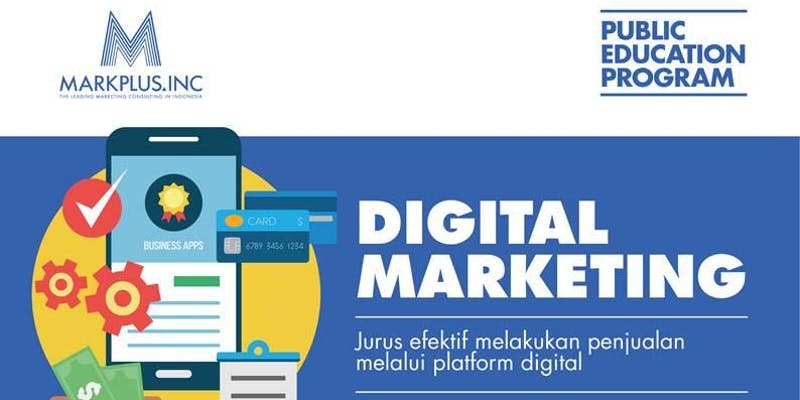 MARKPLUS.INC
THE LEADING MARKETING CONSULTING IN INDONESIA
PUBLIC
EDUCATION
PROGRAM
BUSINESS APPS
CARD $
6789 3456 1234
$
DIGITAL
MARKETING
Jurus efektif melakukan penjualan
melalui platform digital